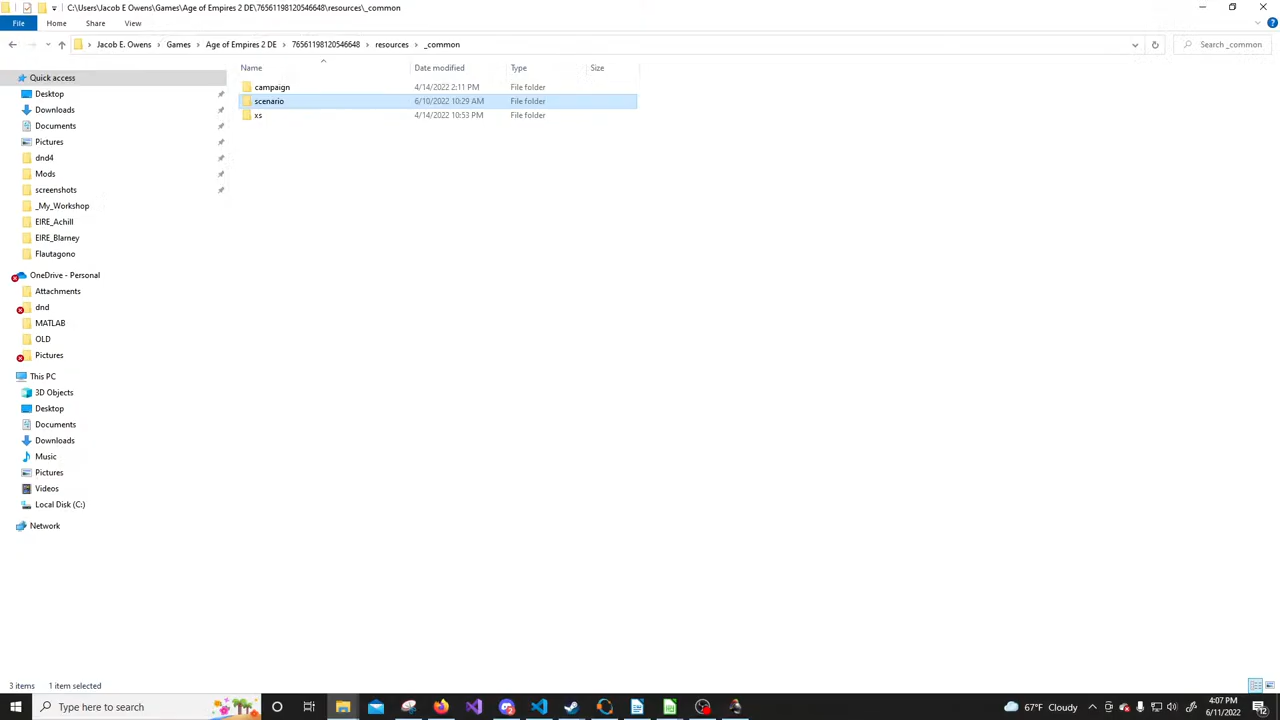 C:\Users\Jacob E Owens\Games\Age of Empires 2 DE\76561198120546648\resources\_common
File Home Share View
Jacob E. Owens > Games > Age of Empires 2 DE > 76561198120546648 > resources > _common
Search _common
Name Date modified Type Size
campaign 4/14/2022 2:11 PM File folder
scenario 6/10/2022 10:29 AM File folder
xs 4/14/2022 10:53 PM File folder
Quick access
Desktop
Downloads
Documents
Pictures
dnd4
Mods
screenshots
_My_Workshop
EIRE_Achill
EIRE_Blarney
Flautagono
OneDrive - Personal
Attachments
dnd
MATLAB
OLD
Pictures
This PC
3D Objects
Desktop
Documents
Downloads
Music
Pictures
Videos
Local Disk (C:)
Network
3 items 1 item selected
Type here to search
67°F Cloudy
4:07 PM
6/11/2022